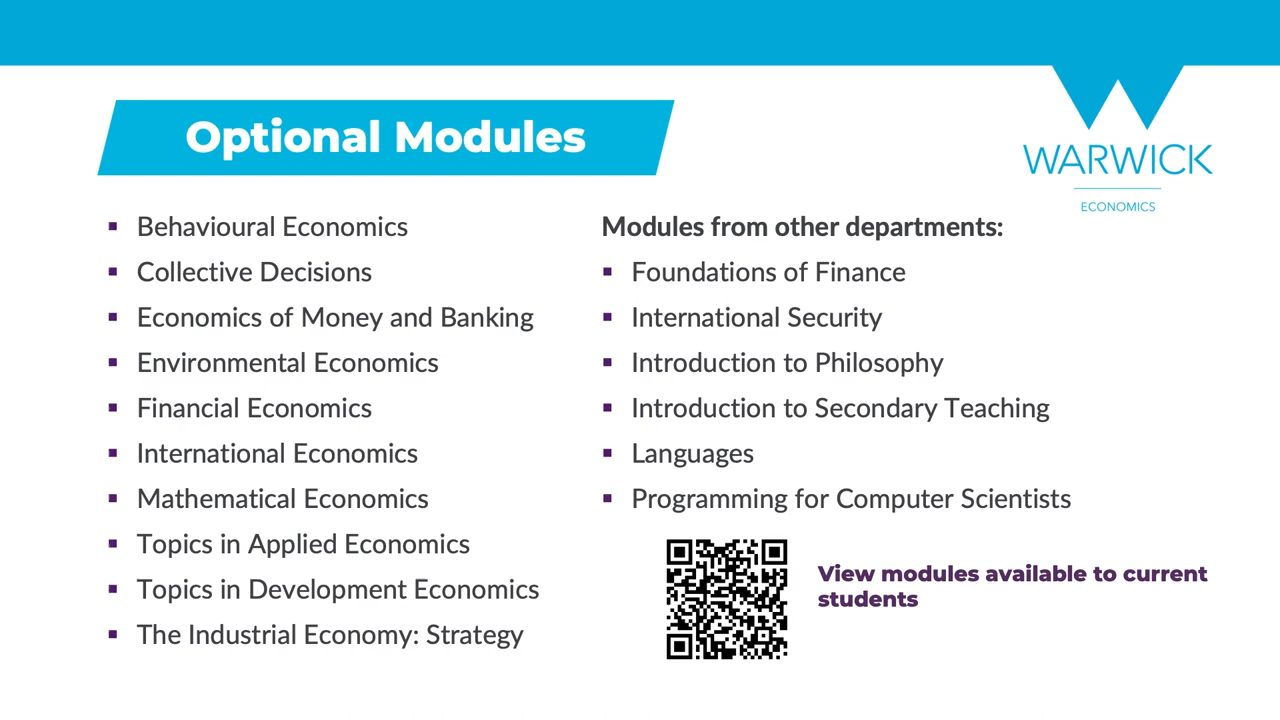 WARWICK
ECONOMICS
Optional Modules
▪ Behavioural Economics
▪ Collective Decisions
▪ Economics of Money and Banking
▪ Environmental Economics
▪ Financial Economics
▪ International Economics
▪ Mathematical Economics
▪ Topics in Applied Economics
▪ Topics in Development Economics
▪ The Industrial Economy: Strategy
Modules from other departments:
▪ Foundations of Finance
▪ International Security
▪ Introduction to Philosophy
▪ Introduction to Secondary Teaching
▪ Languages
▪ Programming for Computer Scientists
View modules available to current
students